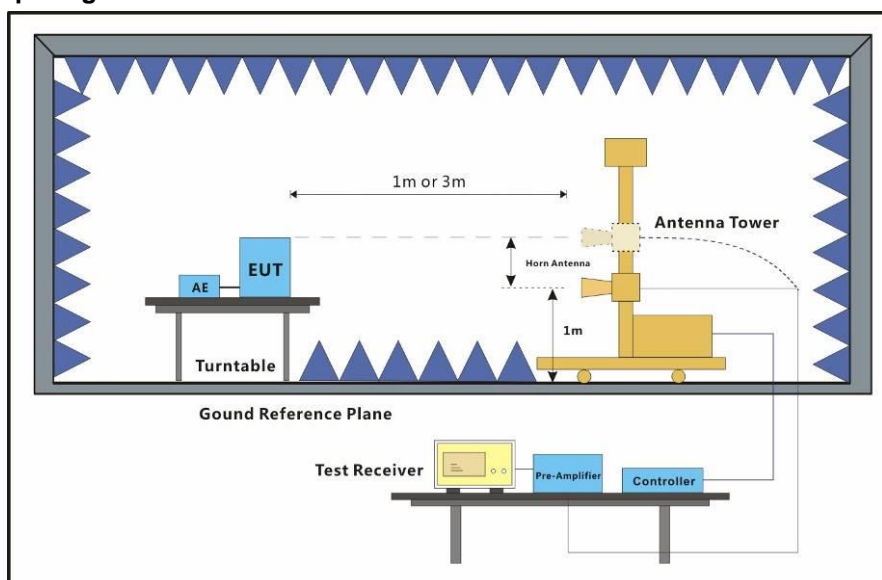 1m or 3m
Antenna Tower
Horn Antenna
EUT
AE
1m
Turntable
Gound Reference Plane
Test Receiver
Pre-Amplifier
Controller